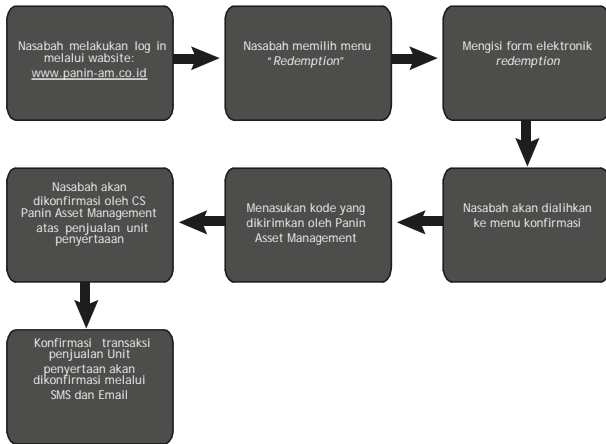 Nasabah melakukan log in
melalui wabsite:
www.panin-am.co.id
Nasabah memilih menu
"Redemption"
Mengisi form elektronik
redemption
Nasabah akan dialihkan
ke menu konfirmasi
Menasukan kode yang
dikirimkan oleh Panin
Asset Management
Nasabah akan
dikonfirmasi oleh CS
Panin Asset Management
atas penjualan unit
penyertaaan
Konfirmasi transaksi
penjualan Unit
penyertaan akan
dikonfirmasi melalui
SMS dan Email